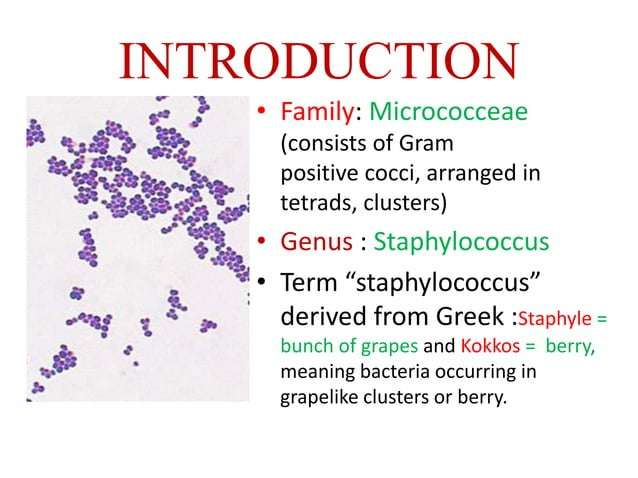 INTRODUCTION
• Family: Micrococceae
(consists of Gram
positive cocci, arranged in
tetrads, clusters)
• Genus : Staphylococcus
• Term “staphylococcus”
derived from Greek :Staphyle =
bunch of grapes and Kokkos = berry,
meaning bacteria occurring in
grapelike clusters or berry.